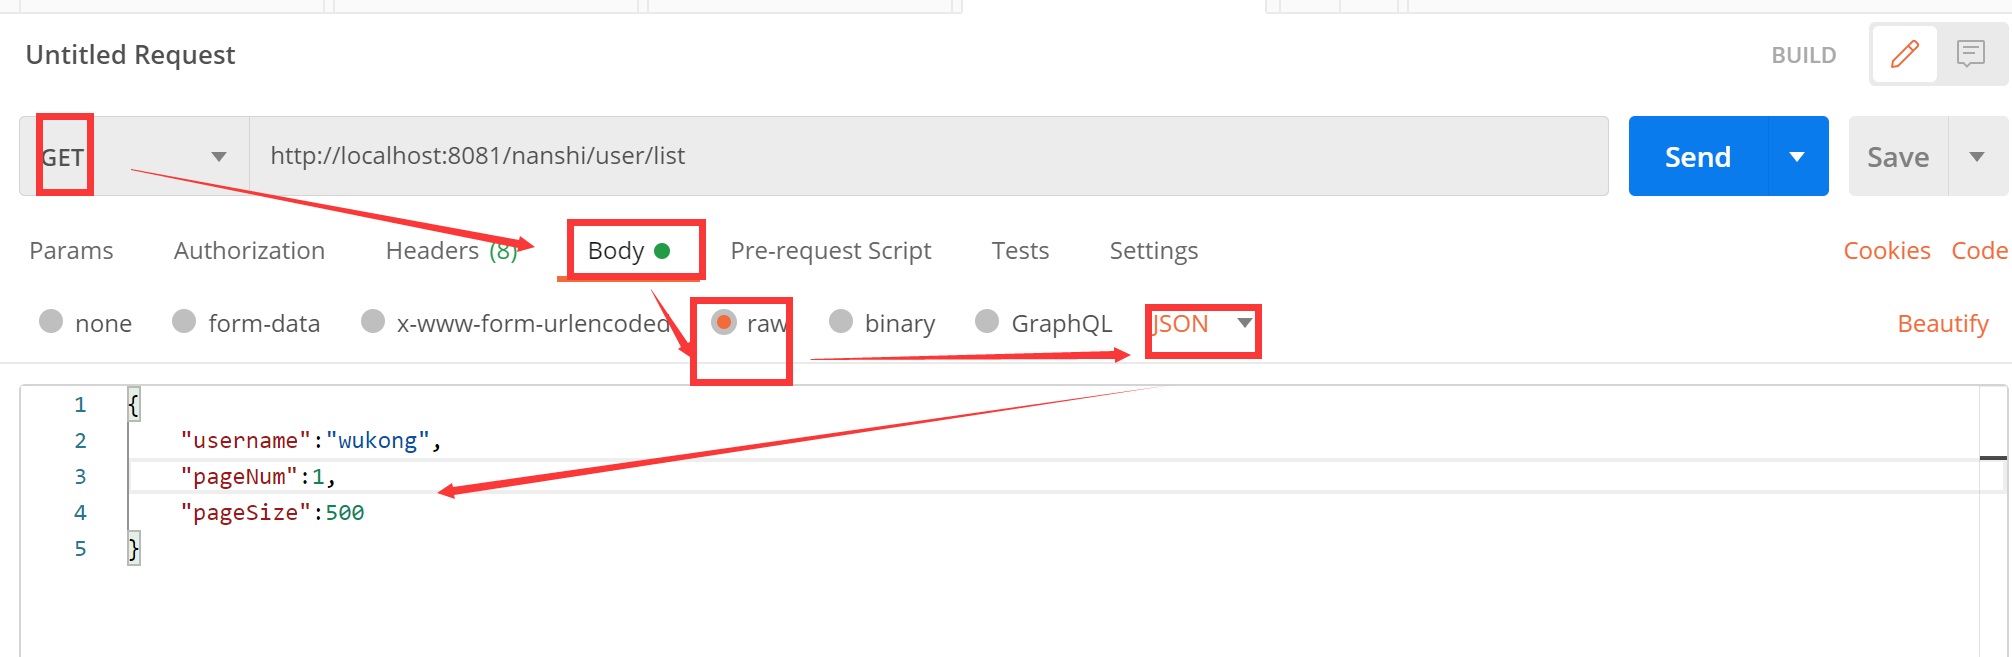 Untitled Request
BUILD
GET
http://localhost:8081/nanshi/user/list
Send
Save
Params Authorization Headers (8) Body Pre-request Script Tests Settings Cookies Code
none form-data x-www-form-urlencoded raw binary GraphQL JSON Beautify
1 {
2 "username":"wukong",
3 "pageNum":1,
4 "pageSize":500
5 }